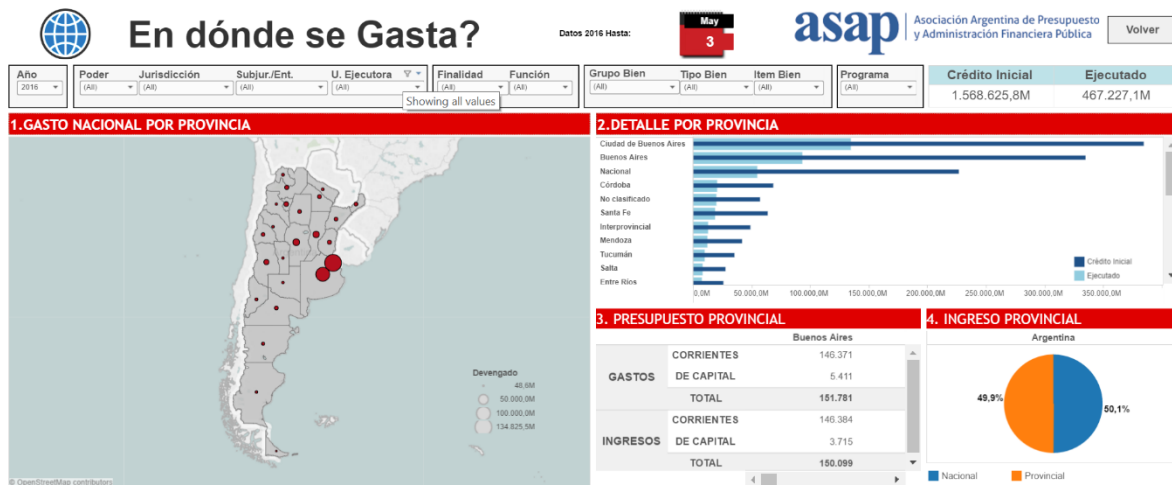 En dónde se Gasta?
Datos 2016 Hasta:
May
3
asap
Asociación Argentina de Presupuesto
y Administración Financiera Pública
Volver
Año
2016
Poder
(All)
Jurisdicción
(All)
Subjur./Ent.
(All)
U. Ejecutora
(All)
Showing all values
Finalidad
(All)
Función
(All)
Grupo Bien
(All)
Tipo Bien
(All)
Item Bien
(All)
Programa
(All)
Crédito Inicial
1.568.625,8M
Ejecutado
467.227,1M
1.GASTO NACIONAL POR PROVINCIA
Devengado
48,6M
50.000,0M
100.000,0M
134.825,5M
© OpenStreetMap contributors
2.DETALLE POR PROVINCIA
Ciudad de Buenos Aires
Buenos Aires
Nacional
Córdoba
No clasificado
Santa Fe
Interprovincial
Mendoza
Tucumán
Salta
Entre Ríos
Crédito Inicial
Ejecutado
0,0M 50.000,0M 100.000,0M 150.000,0M 200.000,0M 250.000,0M 300.000,0M 350.000,0M
3. PRESUPUESTO PROVINCIAL
Buenos Aires
GASTOS
CORRIENTES 146.371
DE CAPITAL 5.411
TOTAL 151.781
INGRESOS
CORRIENTES 146.384
DE CAPITAL 3.715
TOTAL 150.099
4. INGRESO PROVINCIAL
Argentina
49,9%
50,1%
Nacional
Provincial